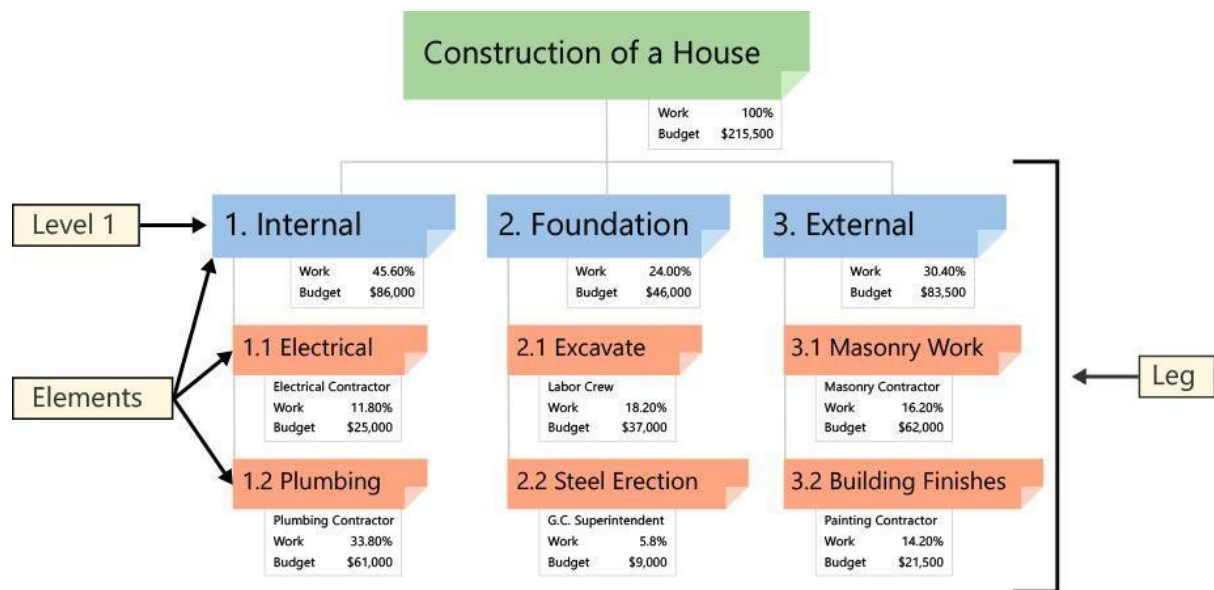 Construction of a House
Work 100%
Budget $215,500
Level 1
1. Internal
Work 45.60%
Budget $86,000
2. Foundation
Work 24.00%
Budget $46,000
3. External
Work 30.40%
Budget $83,500
Elements
1.1 Electrical
Electrical Contractor
Work 11.80%
Budget $25,000
2.1 Excavate
Labor Crew
Work 18.20%
Budget $37,000
3.1 Masonry Work
Masonry Contractor
Work 16.20%
Budget $62,000
Leg
1.2 Plumbing
Plumbing Contractor
Work 33.80%
Budget $61,000
2.2 Steel Erection
G.C. Superintendent
Work 5.8%
Budget $9,000
3.2 Building Finishes
Painting Contractor
Work 14.20%
Budget $21,500